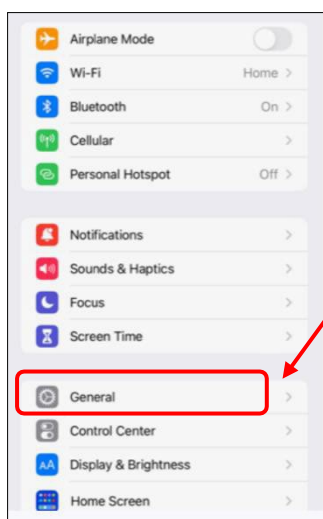 Airplane Mode
Wi-Fi Home
Bluetooth On
Cellular
Personal Hotspot Off
Notifications
Sounds & Haptics
Focus
Screen Time
General
Control Center
AA Display & Brightness
Home Screen